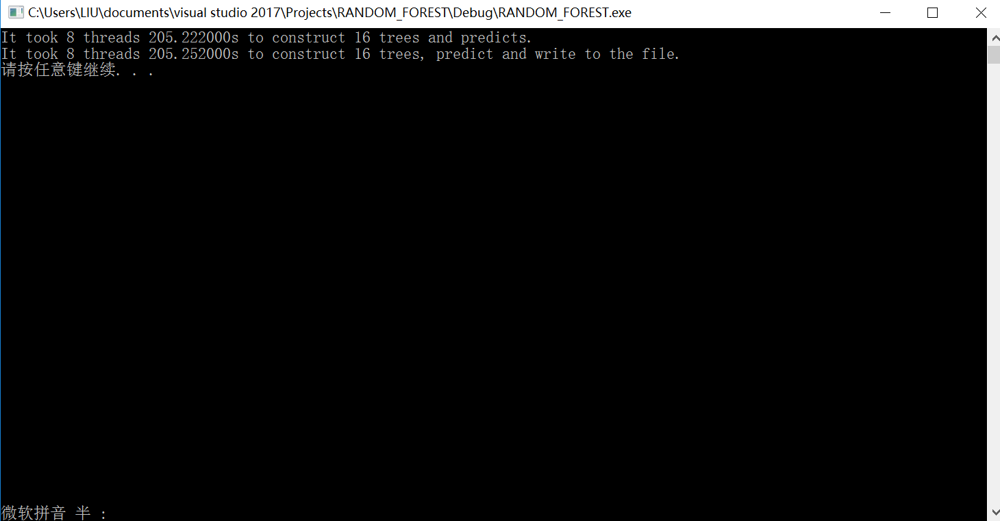 C:\Users\LIU\documents\visual studio 2017\Projects\RANDOM_FOREST\Debug\RANDOM_FOREST.exe
It took 8 threads 205.222000s to construct 16 trees and predicts.
It took 8 threads 205.252000s to construct 16 trees, predict and write to the file.
请按任意键继续. . .
微软拼音 半 :